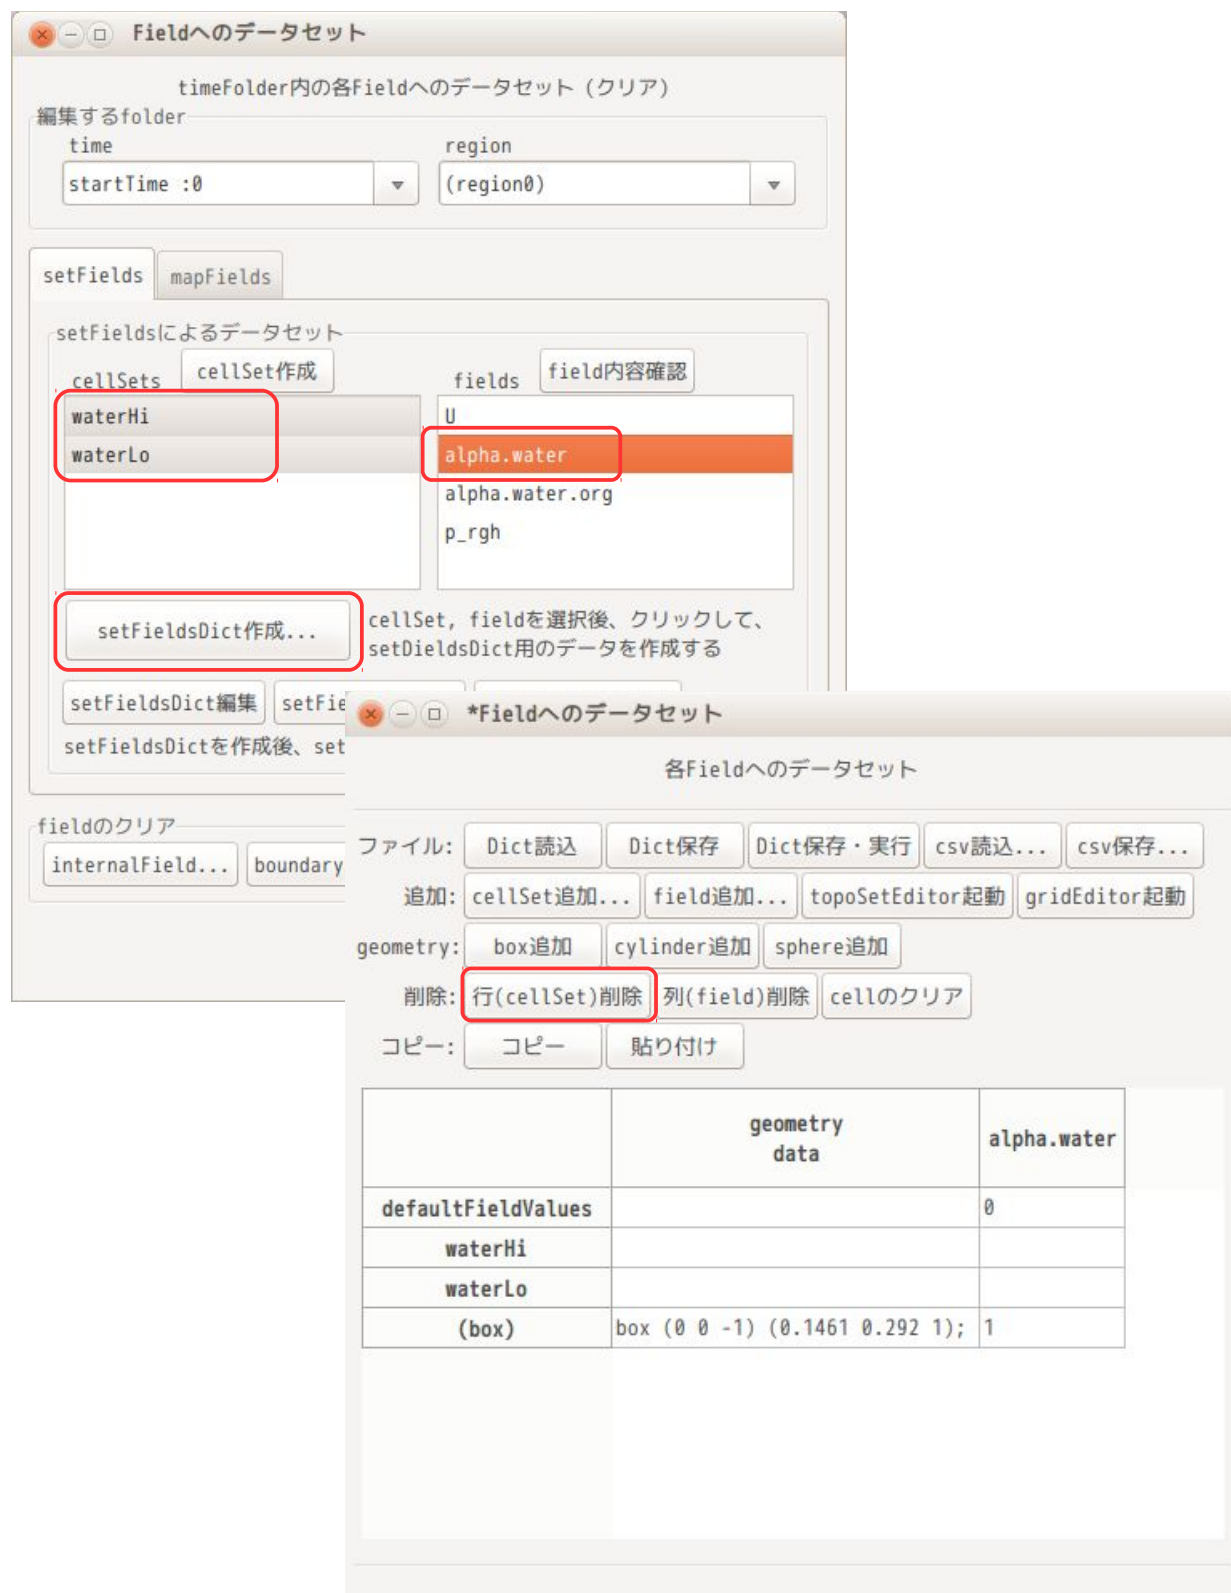 Fieldへのデータセット
timeFolder内の各Fieldへのデータセット (クリア)
編集するfolder
time
region
startTime :0
(region0)
setFields
mapFields
setFieldsによるデータセット
cellSets
cellSet作成
fields
field内容確認
waterHi
waterLo
U
alpha.water
alpha.water.org
p_rgh
setFieldsDict作成...
cellSet, fieldを選択後、クリックして、
setDieldsDict用のデータを作成する
setFieldsDict編集
setFie
setFieldsDictを作成後、set
fieldのクリア
internalField...
boundary
*Fieldへのデータセット
各Fieldへのデータセット
ファイル: Dict読込 Dict保存 Dict保存・実行 csv読込... csv保存...
追加: cellSet追加... field追加... topoSetEditor起動 gridEditor起動
geometry: box追加 cylinder追加 sphere追加
削除: 行(cellSet)削除 列(field)削除 cellのクリア
コピー: コピー 貼り付け
geometry
data
alpha.water
defaultFieldValues 0
waterHi
waterLo
(box) box (0 0 -1) (0.1461 0.292 1); 1